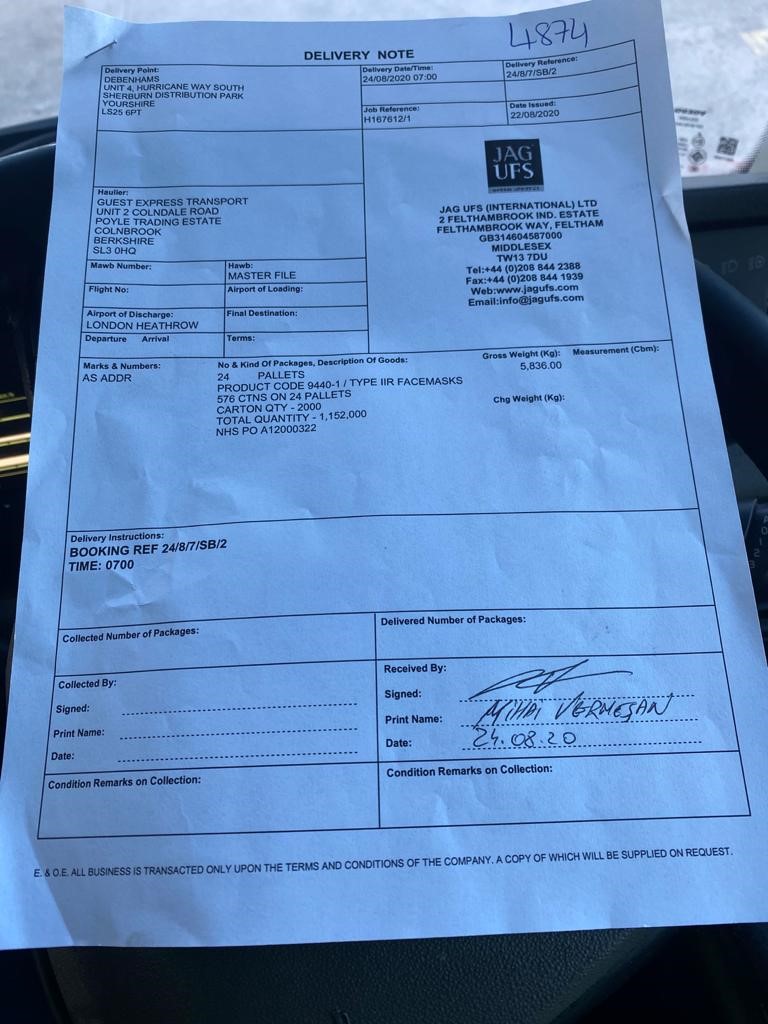 4874
DELIVERY NOTE
Delivery Point:
DEBENHAMS
UNIT 4, HURRICANE WAY SOUTH
SHERBURN DISTRIBUTION PARK
YOURSHIRE
LS25 6PT
Delivery Date/Time:
24/08/2020 07:00
Delivery Reference:
24/8/7/SB/2
Job Reference:
H167612/1
Date Issued:
22/08/2020
JAG
UFS
Haulier:
GUEST EXPRESS TRANSPORT
UNIT 2 COLNDALE ROAD
POYLE TRADING ESTATE
COLNBROOK
BERKSHIRE
SL3 0HQ
JAG UFS (INTERNATIONAL) LTD
2 FELTHAMBROOK IND. ESTATE
FELTHAMBROOK WAY, FELTHAM
GB314604587000
MIDDLESEX
TW13 7DU
Tel:+44 (0)208 844 2388
Fax:+44 (0)208 844 1939
Web:www.jagufs.com
Email:info@jagufs.com
Mawb Number:
Hawb:
MASTER FILE
Flight No:
Airport of Loading:
Airport of Discharge:
LONDON HEATHROW
Final Destination:
Departure Arrival
Terms:
Marks & Numbers:
AS ADDR
No & Kind Of Packages, Description Of Goods:
24 PALLETS
PRODUCT CODE 9440-1 / TYPE IIR FACEMASKS
576 CTNS ON 24 PALLETS
CARTON QTY - 2000
TOTAL QUANTITY - 1,152,000
NHS PO A12000322
Gross Weight (Kg):
5,836.00
Measurement (Cbm):
Chg Weight (Kg):
Delivery Instructions:
BOOKING REF 24/8/7/SB/2
TIME: 0700
Collected Number of Packages:
Delivered Number of Packages:
Collected By:
Signed:
Print Name:
Date:
Received By:
Signed:
Print Name: MIHAI VERMEȘAN
Date: 24.08.20
Condition Remarks on Collection:
Condition Remarks on Collection:
E. & O.E. ALL BUSINESS IS TRANSACTED ONLY UPON THE TERMS AND CONDITIONS OF THE COMPANY. A COPY OF WHICH WILL BE SUPPLIED ON REQUEST.